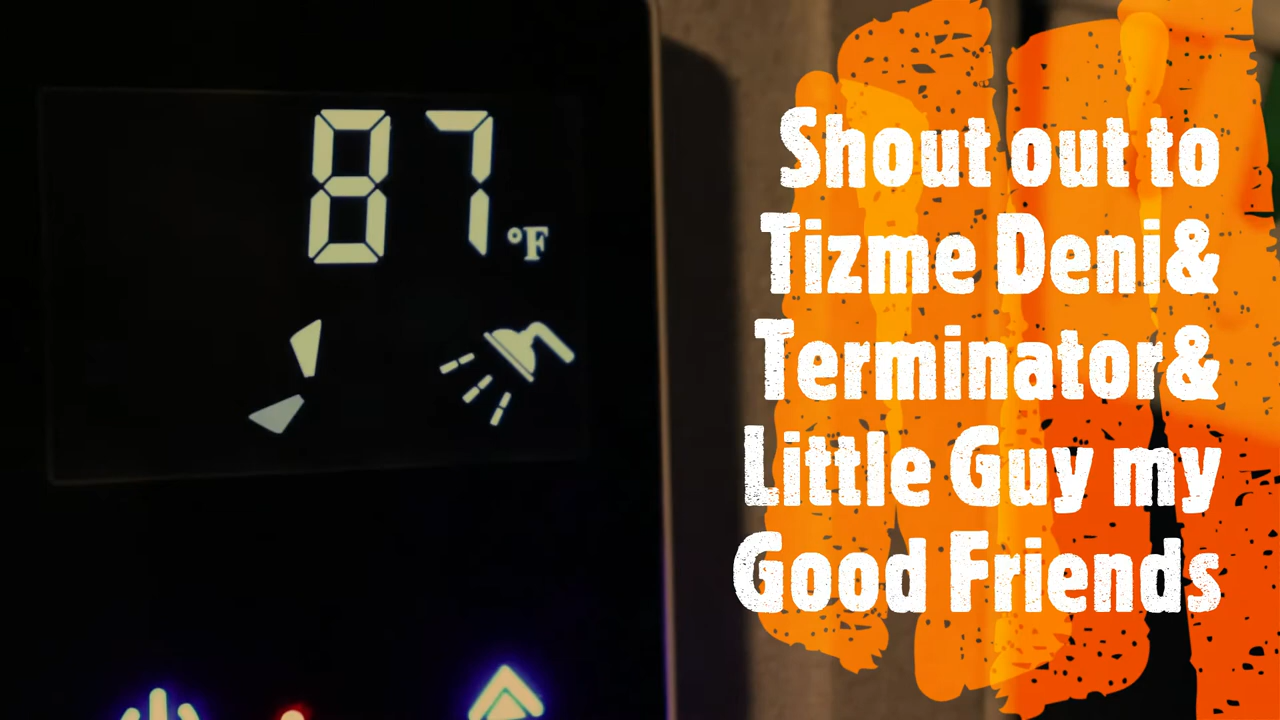 87 °F
Shout out to
Tizme Deni&
Terminator&
Little Guy my
Good Friends